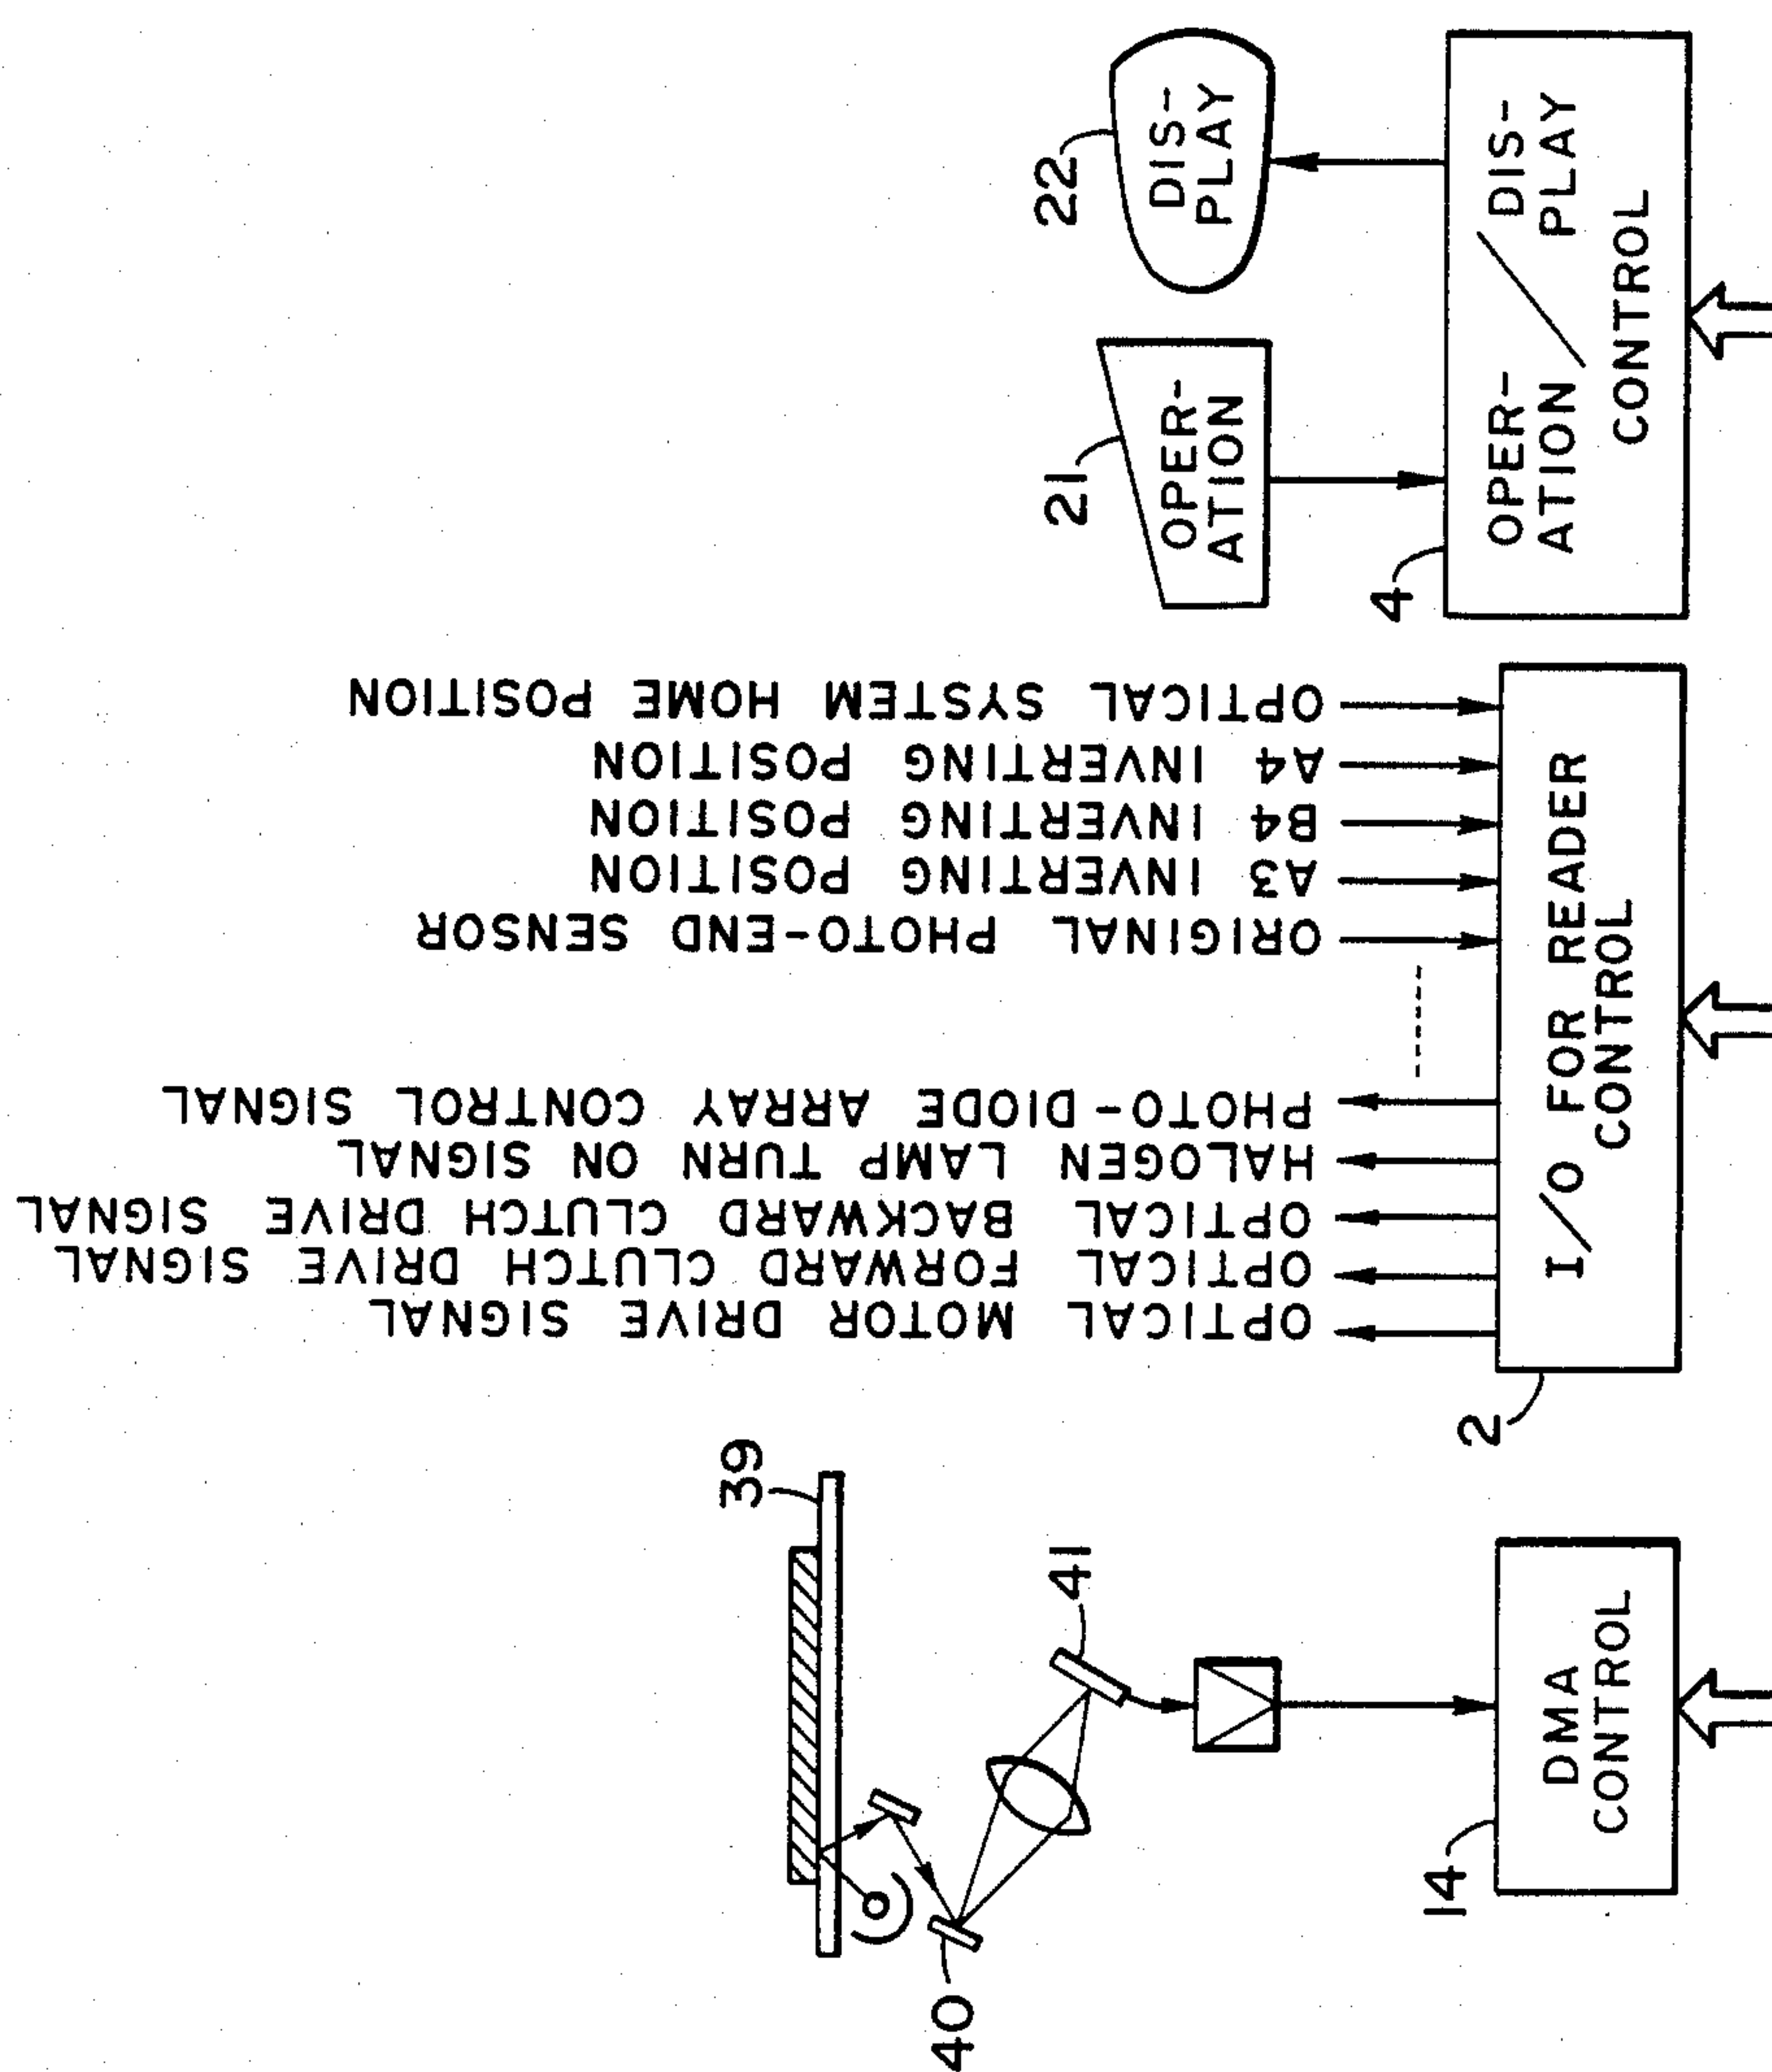 39
40
41
14
DMA
CONTROL
OPTICAL MOTOR DRIVE SIGNAL
OPTICAL FORWARD CLUTCH DRIVE SIGNAL
OPTICAL BACKWARD CLUTCH DRIVE SIGNAL
HALOGEN LAMP TURN ON SIGNAL
PHOTO-DIODE ARRAY CONTROL SIGNAL
ORIGINAL PHOTO-END SENSOR
A3 INVERTING POSITION
B4 INVERTING POSITION
A4 INVERTING POSITION
OPTICAL SYSTEM HOME POSITION
2
I/O FOR READER
CONTROL
21
OPER-
ATION
22
DIS-
PLAY
4
OPER-
ATION
/
DIS-
PLAY
CONTROL